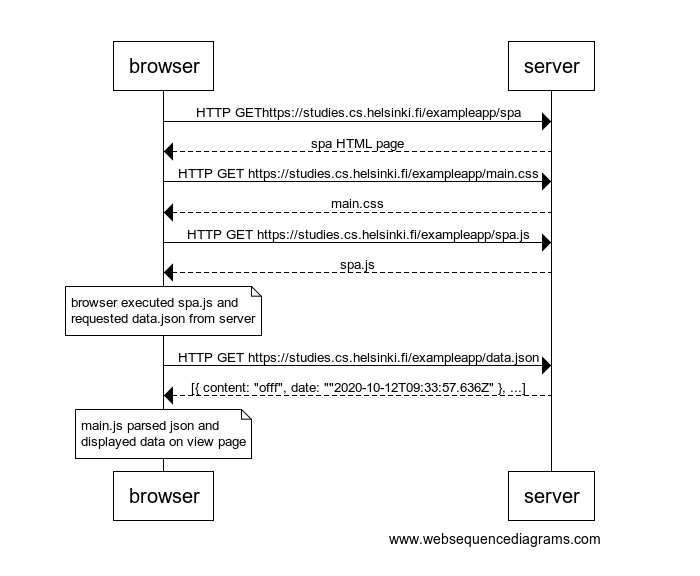 browser
server
HTTP GEThttps://studies.cs.helsinki.fi/exampleapp/spa
spa HTML page
HTTP GET https://studies.cs.helsinki.fi/exampleapp/main.css
main.css
HTTP GET https://studies.cs.helsinki.fi/exampleapp/spa.js
spa.js
browser executed spa.js and
requested data.json from server
HTTP GET https://studies.cs.helsinki.fi/exampleapp/data.json
[{ content: "offf", date: ""2020-10-12T09:33:57.636Z" }, ...]
main.js parsed json and
displayed data on view page
browser
server
www.websequencediagrams.com